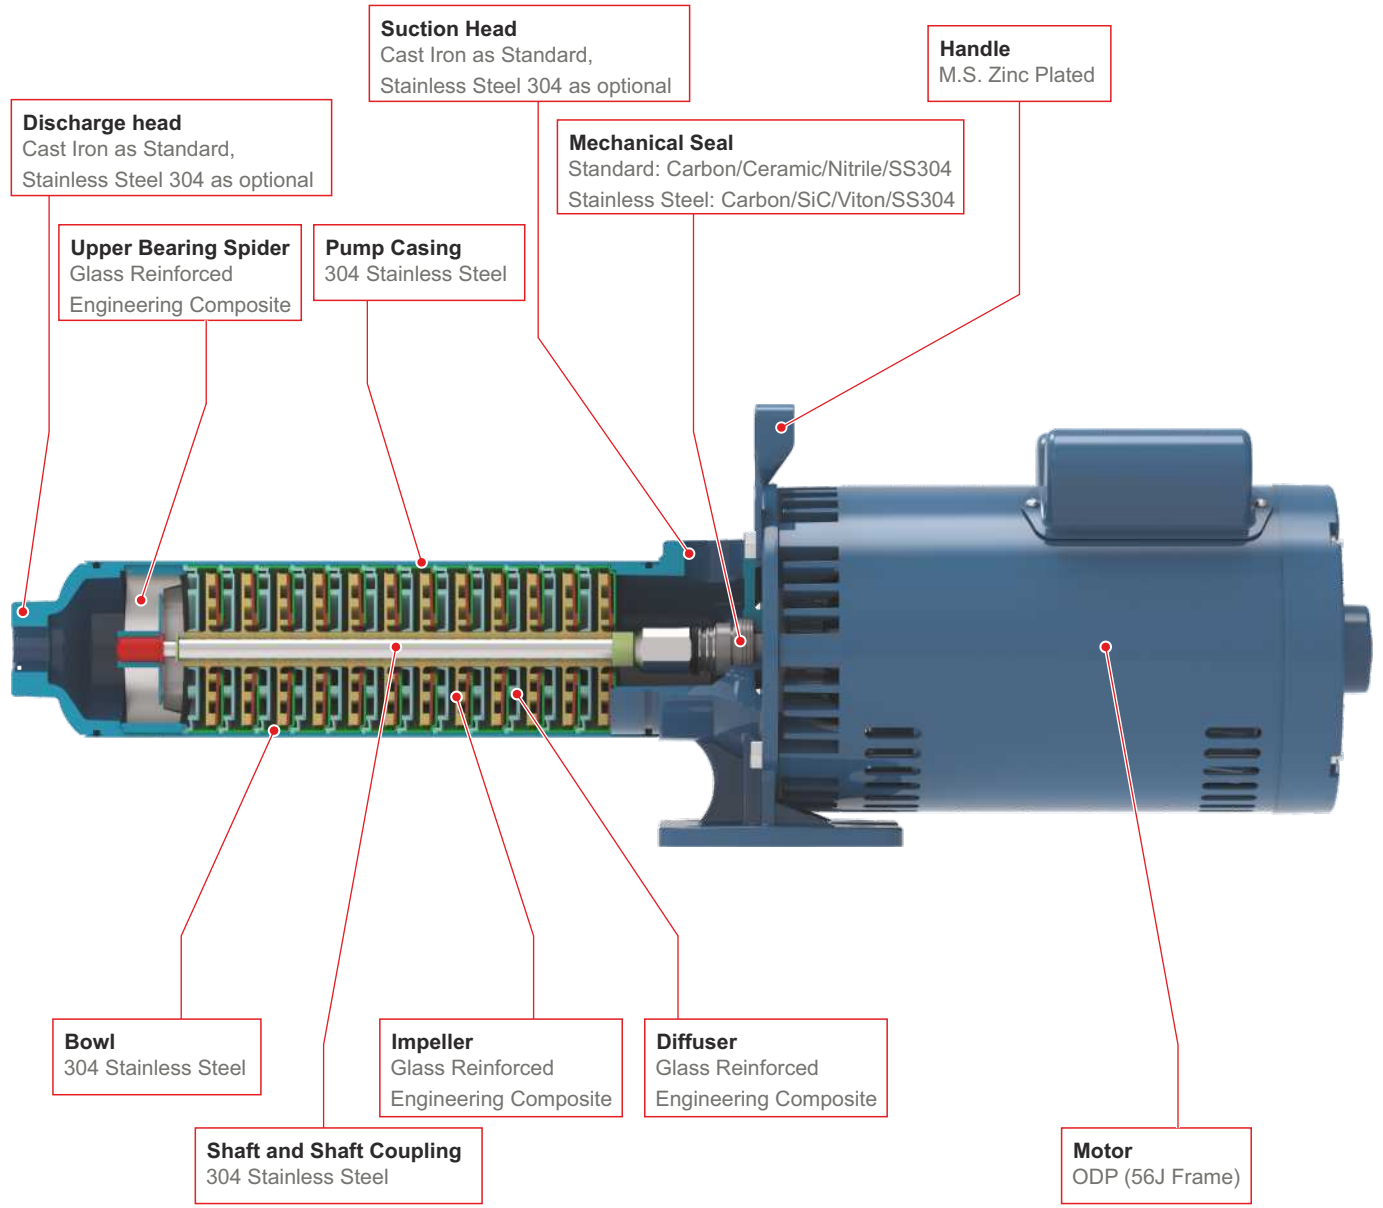 Suction Head
Cast Iron as Standard,
Stainless Steel 304 as optional
Handle
M.S. Zinc Plated
Discharge head
Cast Iron as Standard,
Stainless Steel 304 as optional
Mechanical Seal
Standard: Carbon/Ceramic/Nitrile/SS304
Stainless Steel: Carbon/SiC/Viton/SS304
Upper Bearing Spider
Glass Reinforced
Engineering Composite
Pump Casing
304 Stainless Steel
Bowl
304 Stainless Steel
Impeller
Glass Reinforced
Engineering Composite
Diffuser
Glass Reinforced
Engineering Composite
Shaft and Shaft Coupling
304 Stainless Steel
Motor
ODP (56J Frame)